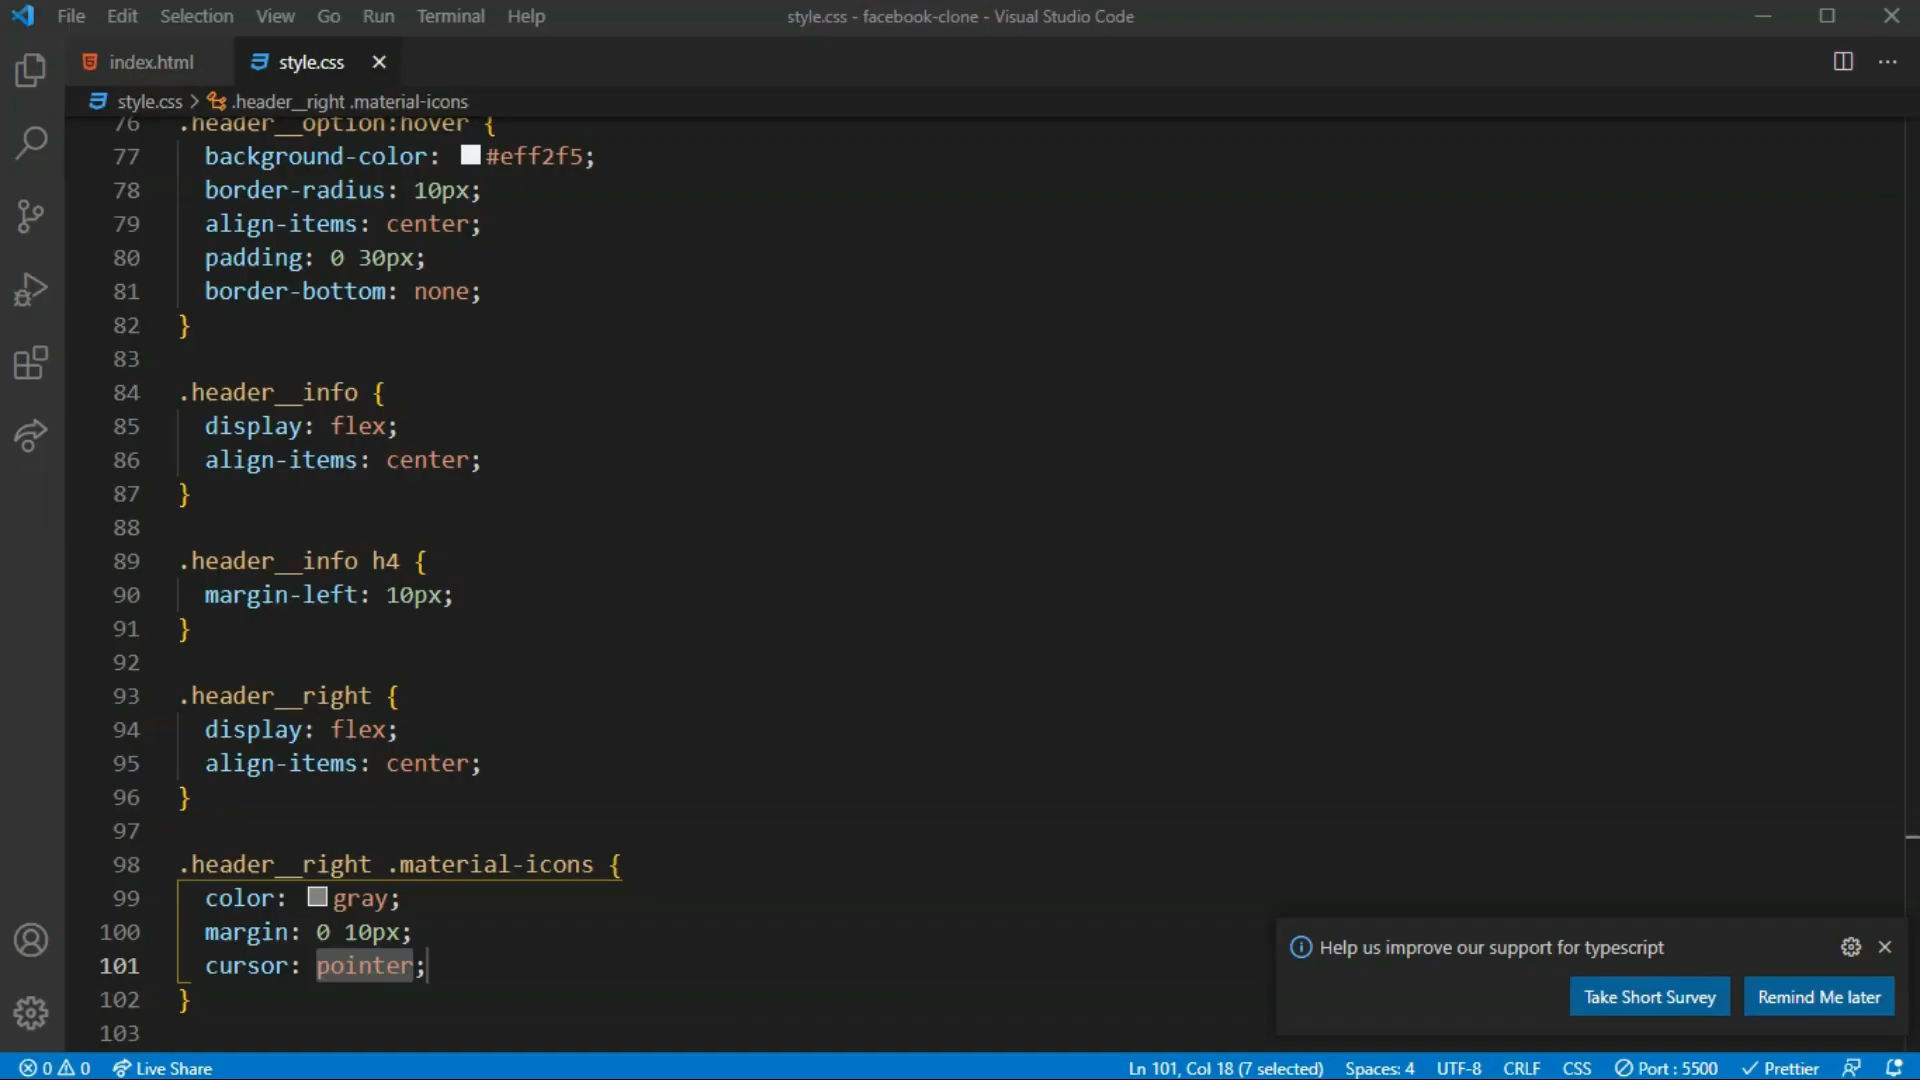 File Edit Selection View Go Run Terminal Help
style.css - facebook-clone - Visual Studio Code
index.html style.css
style.css > .header__right .material-icons
76 .header__option:hover {
77 background-color: #eff2f5;
78 border-radius: 10px;
79 align-items: center;
80 padding: 0 30px;
81 border-bottom: none;
82 }
83
84 .header__info {
85 display: flex;
86 align-items: center;
87 }
88
89 .header__info h4 {
90 margin-left: 10px;
91 }
92
93 .header__right {
94 display: flex;
95 align-items: center;
96 }
97
98 .header__right .material-icons {
99 color: gray;
100 margin: 0 10px;
101 cursor: pointer;
102 }
103
Help us improve our support for typescript
Take Short Survey Remind Me later
0 0 Live Share Ln 101, Col 18 (7 selected) Spaces: 4 UTF-8 CRLF CSS Port : 5500 Prettier